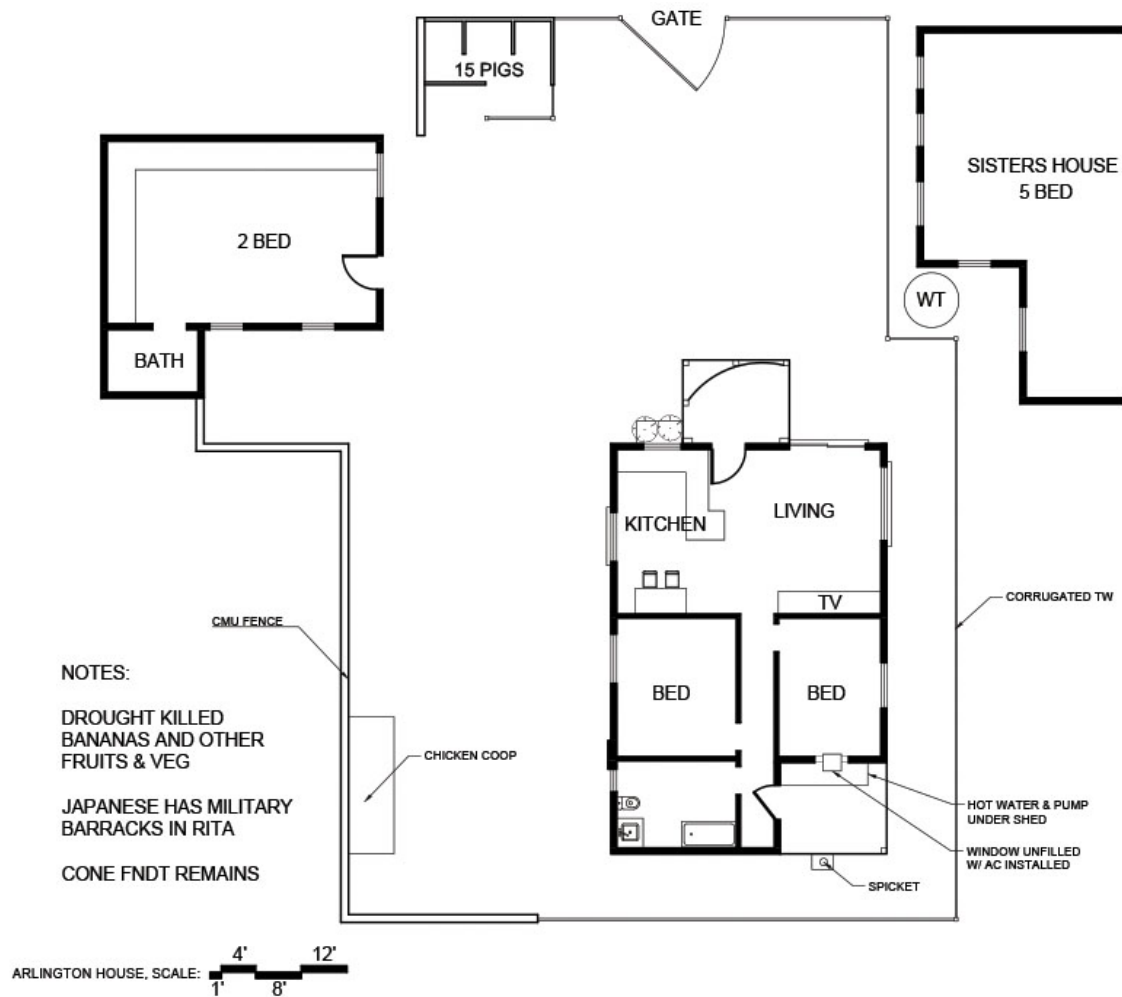 GATE
15 PIGS
SISTERS HOUSE
5 BED
2 BED
WT
BATH
KITCHEN
LIVING
TV
CORRUGATED TW
CMU FENCE
NOTES:
DROUGHT KILLED
BANANAS AND OTHER
FRUITS & VEG
JAPANESE HAS MILITARY
BARRACKS IN RITA
CONE FNDT REMAINS
BED
BED
CHICKEN COOP
HOT WATER & PUMP
UNDER SHED
WINDOW UNFILLED
W/ AC INSTALLED
SPICKET
ARLINGTON HOUSE, SCALE:
4' 12'
1' 8'